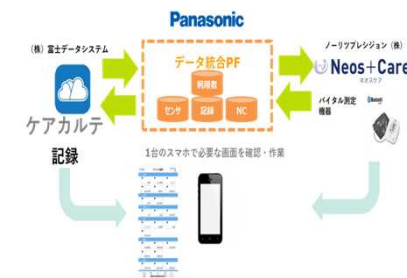 Panasonic
(株) 富士データシステム
ケアカルテ
記録
データ統合PF
利用者
センサ
記録
NC
ノーリツプレシジョン (株)
Neos+Care
ネオスケア
バイタル測定
機器
Bluetooth
1台のスマホで必要な画面を確認・作業